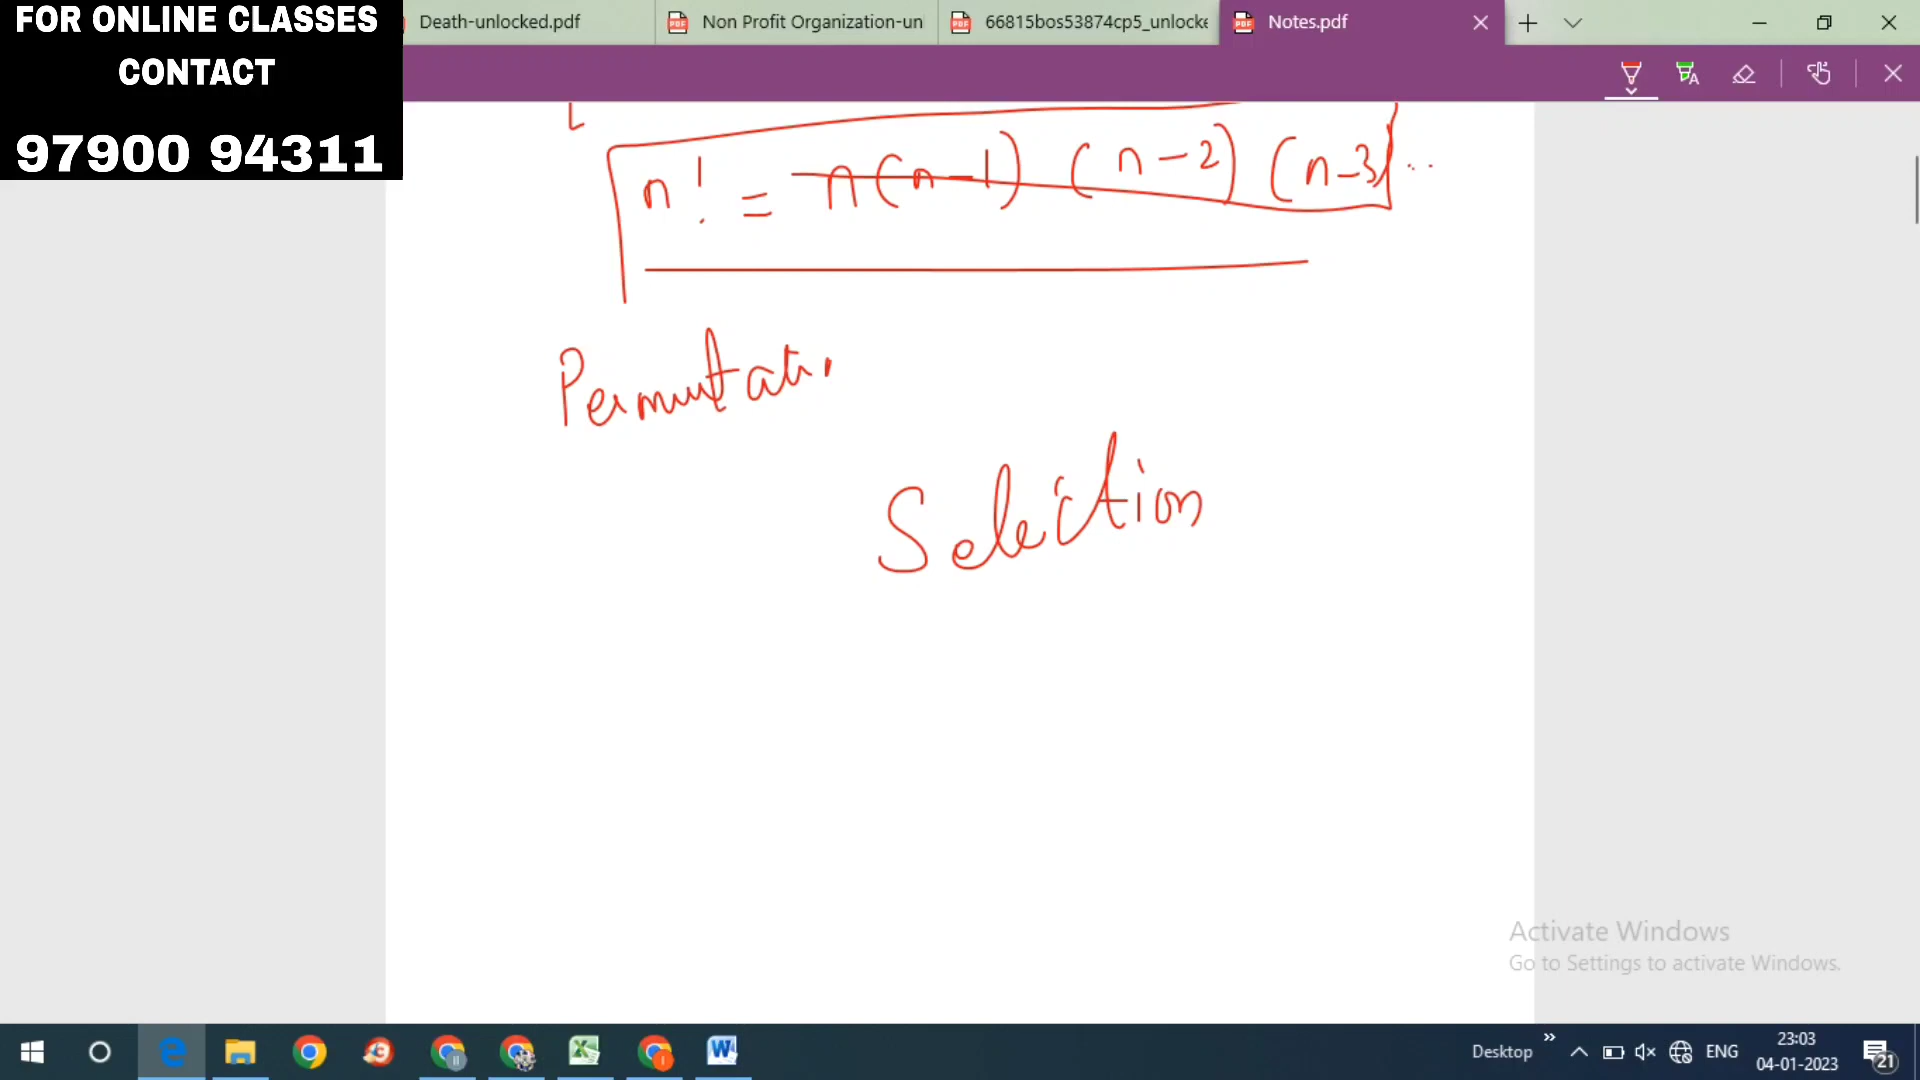 FOR ONLINE CLASSES
CONTACT
97900 94311
Death-unlocked.pdf
Non Profit Organization-un
66815bos53874cp5_unlocke
Notes.pdf
n! = n(n-1) (n-2) (n-3)..
Permutati
Selection
Activate Windows
Go to Settings to activate Windows.
Desktop
ENG
23:03
04-01-2023
21